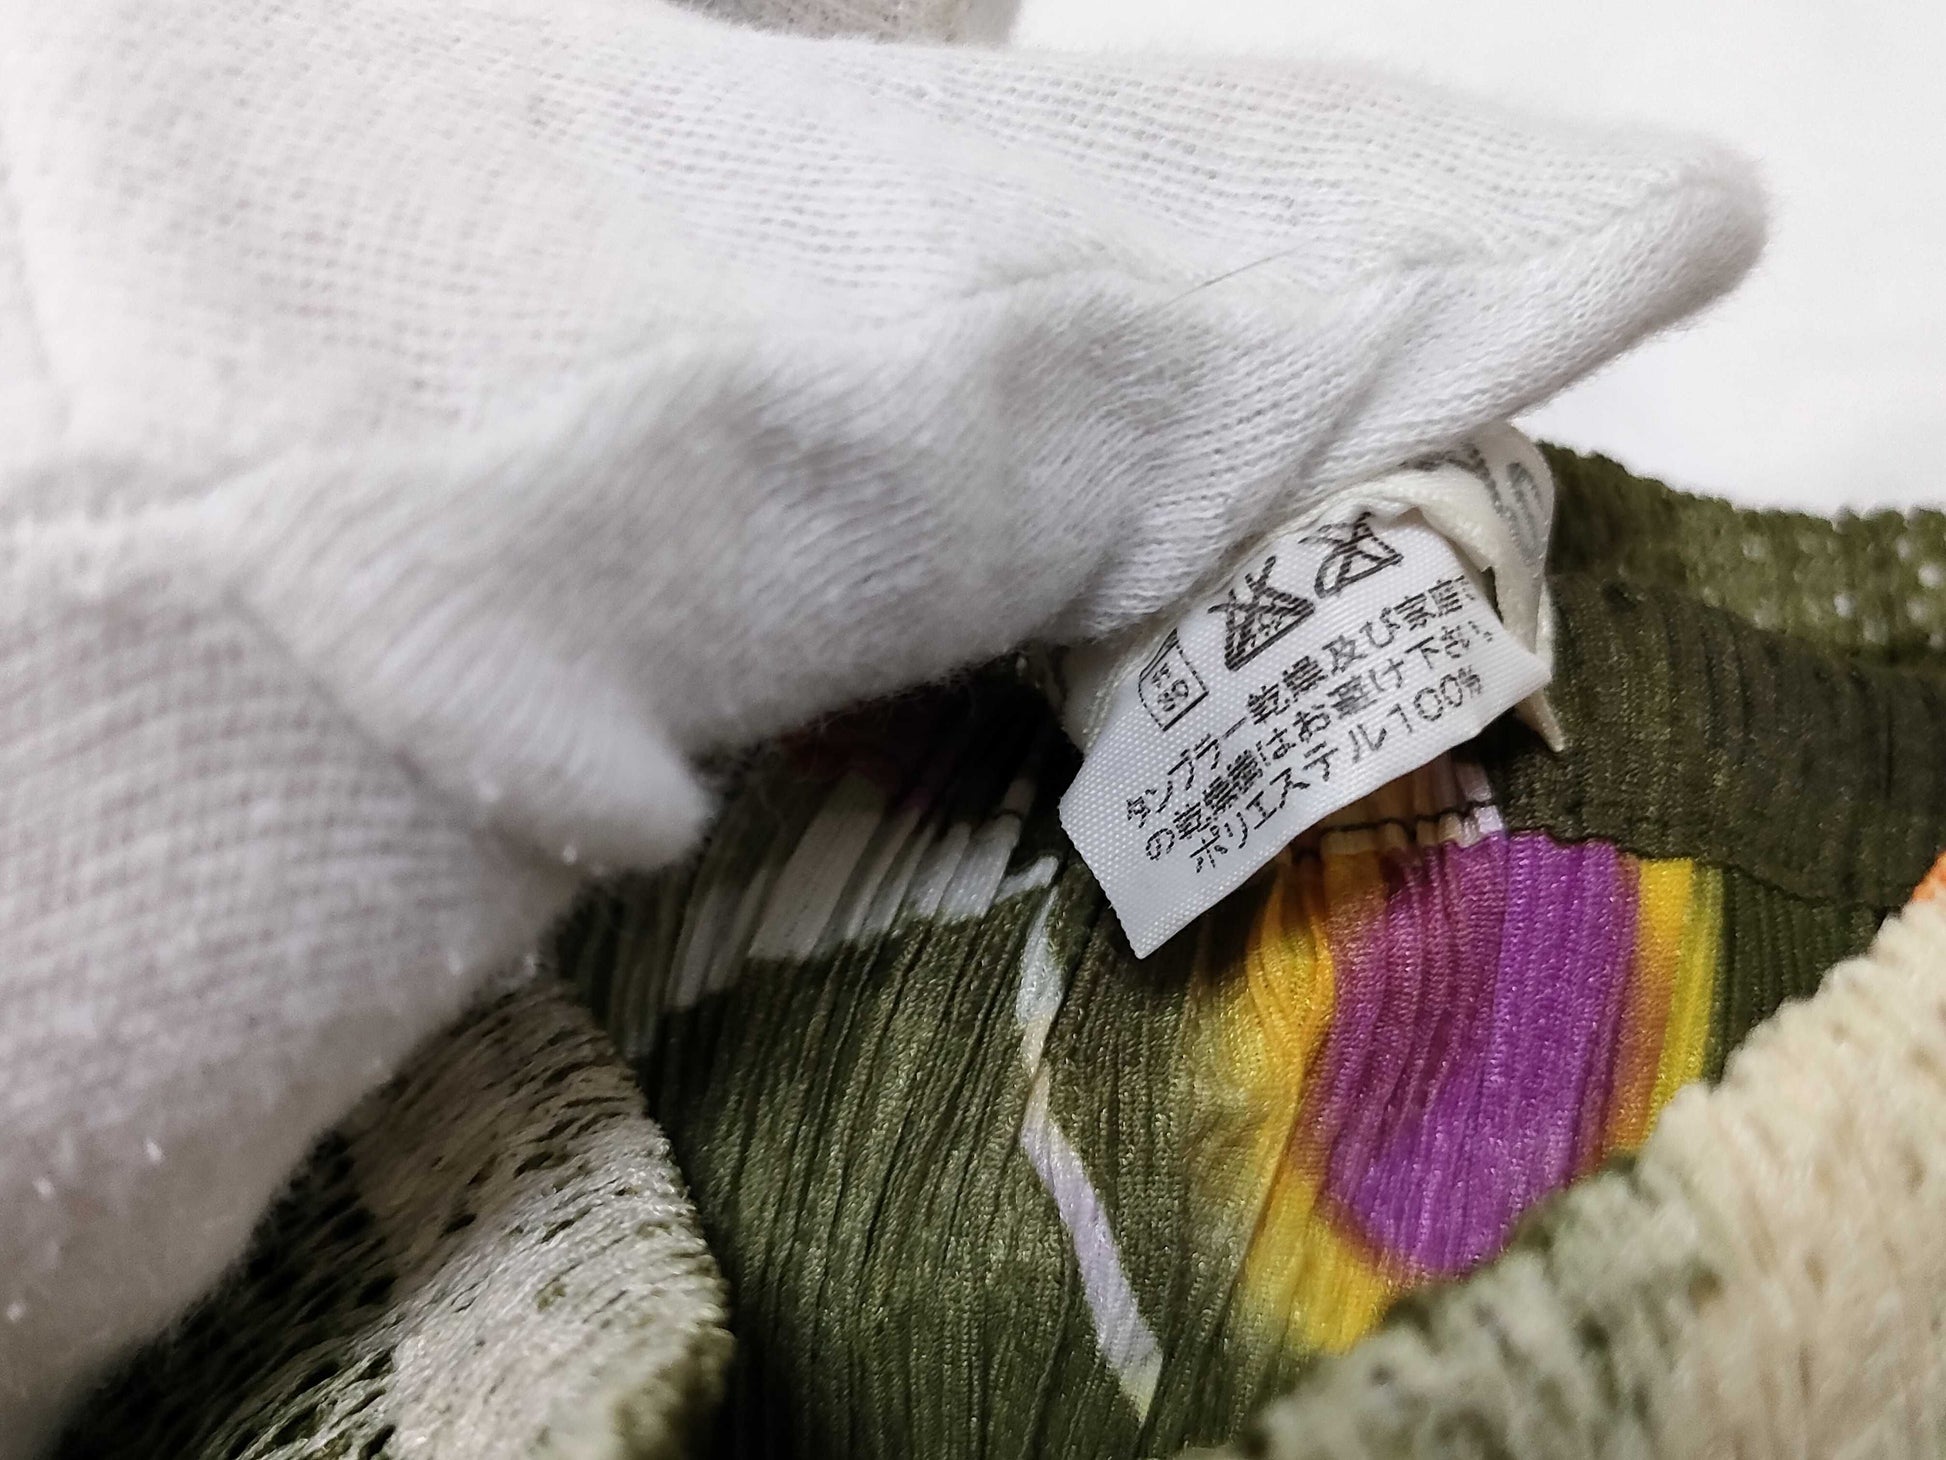 タンブラー乾燥及び家庭
の乾燥機はお避け下さい
ポリエステル100%